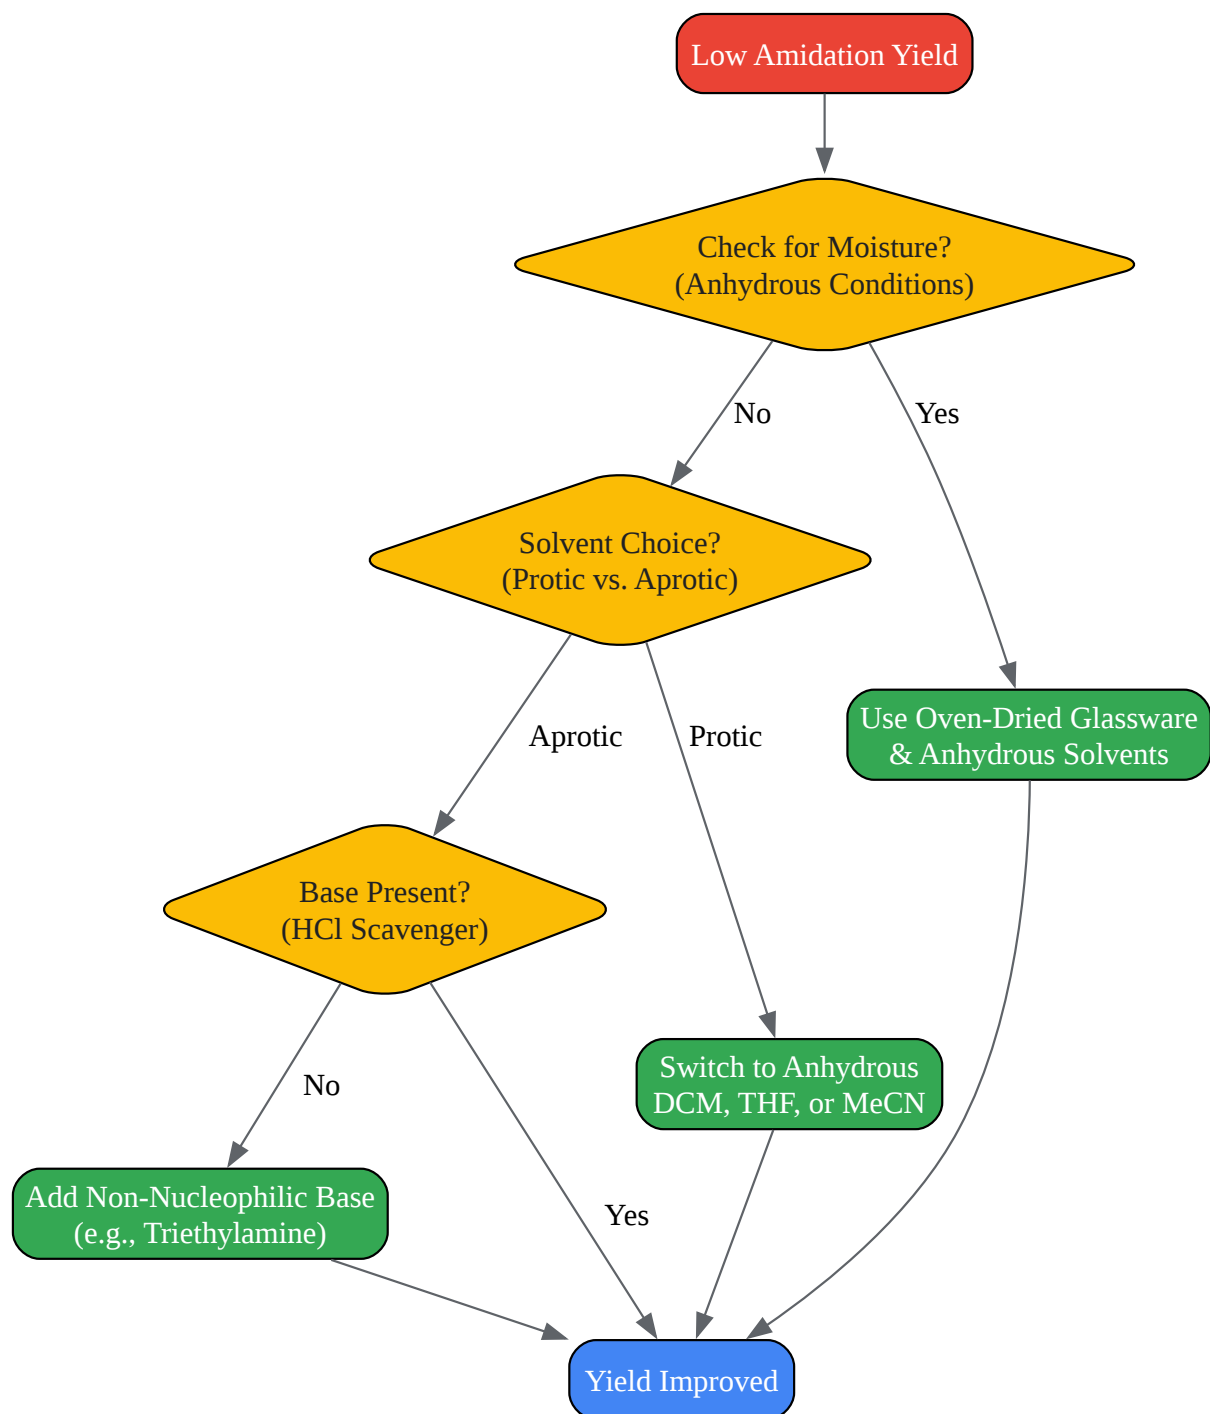 Low Amidation Yield
Check for Moisture?
(Anhydrous Conditions)
No
Yes
Solvent Choice?
(Protic vs. Aprotic)
Use Oven-Dried Glassware
& Anhydrous Solvents
Aprotic
Protic
Base Present?
(HCl Scavenger)
Switch to Anhydrous
DCM, THF, or MeCN
No
Add Non-Nucleophilic Base
(e.g., Triethylamine)
Yes
Yield Improved